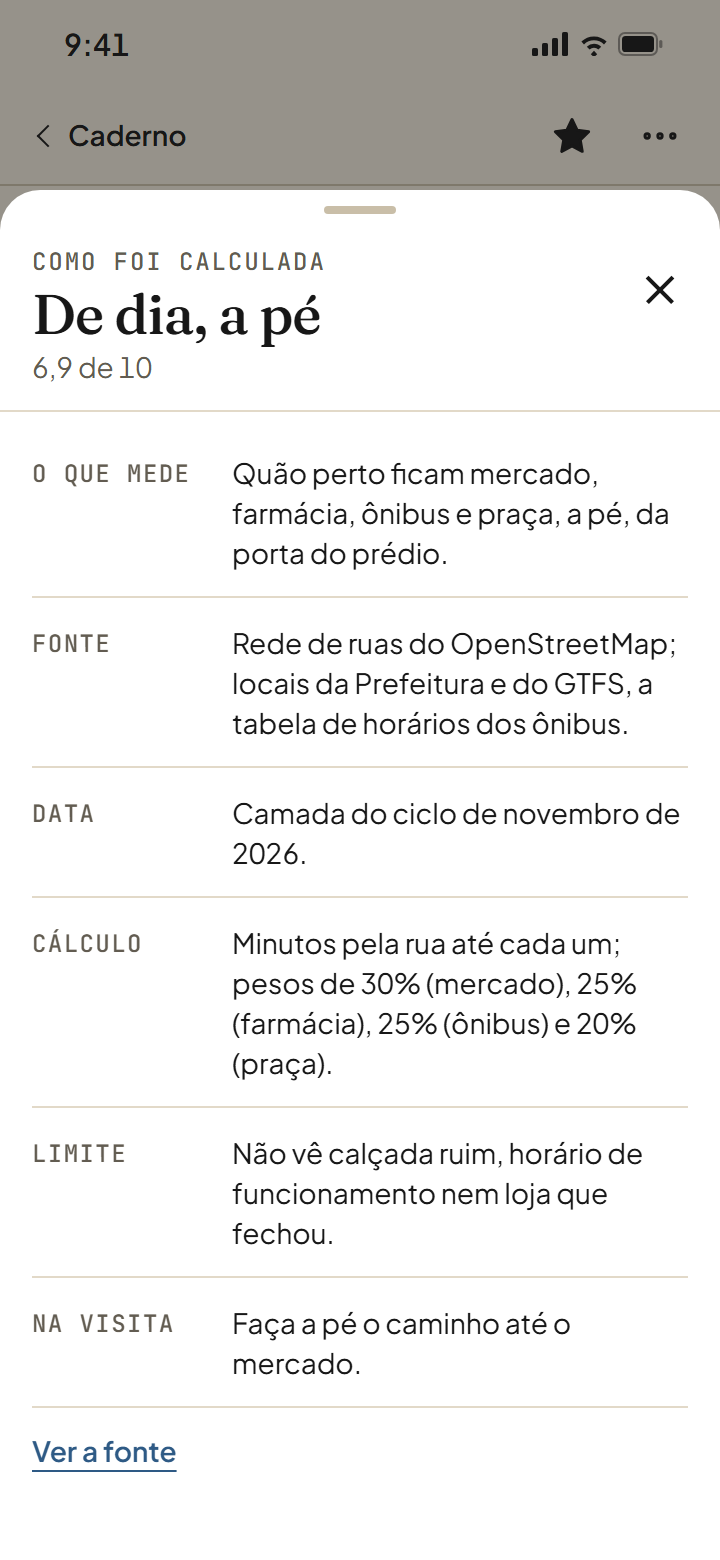 9:41
Caderno
COMO FOI CALCULADA
De dia, a pé
6,9 de 10
O QUE MEDE
Quão perto ficam mercado,
farmácia, ônibus e praça, a pé, da
porta do prédio.
FONTE
Rede de ruas do OpenStreetMap;
locais da Prefeitura e do GTFS, a
tabela de horários dos ônibus.
DATA
Camada do ciclo de novembro de
2026.
CÁLCULO
Minutos pela rua até cada um;
pesos de 30% (mercado), 25%
(farmácia), 25% (ônibus) e 20%
(praça).
LIMITE
Não vê calçada ruim, horário de
funcionamento nem loja que
fechou.
NA VISITA
Faça a pé o caminho até o
mercado.
Ver a fonte